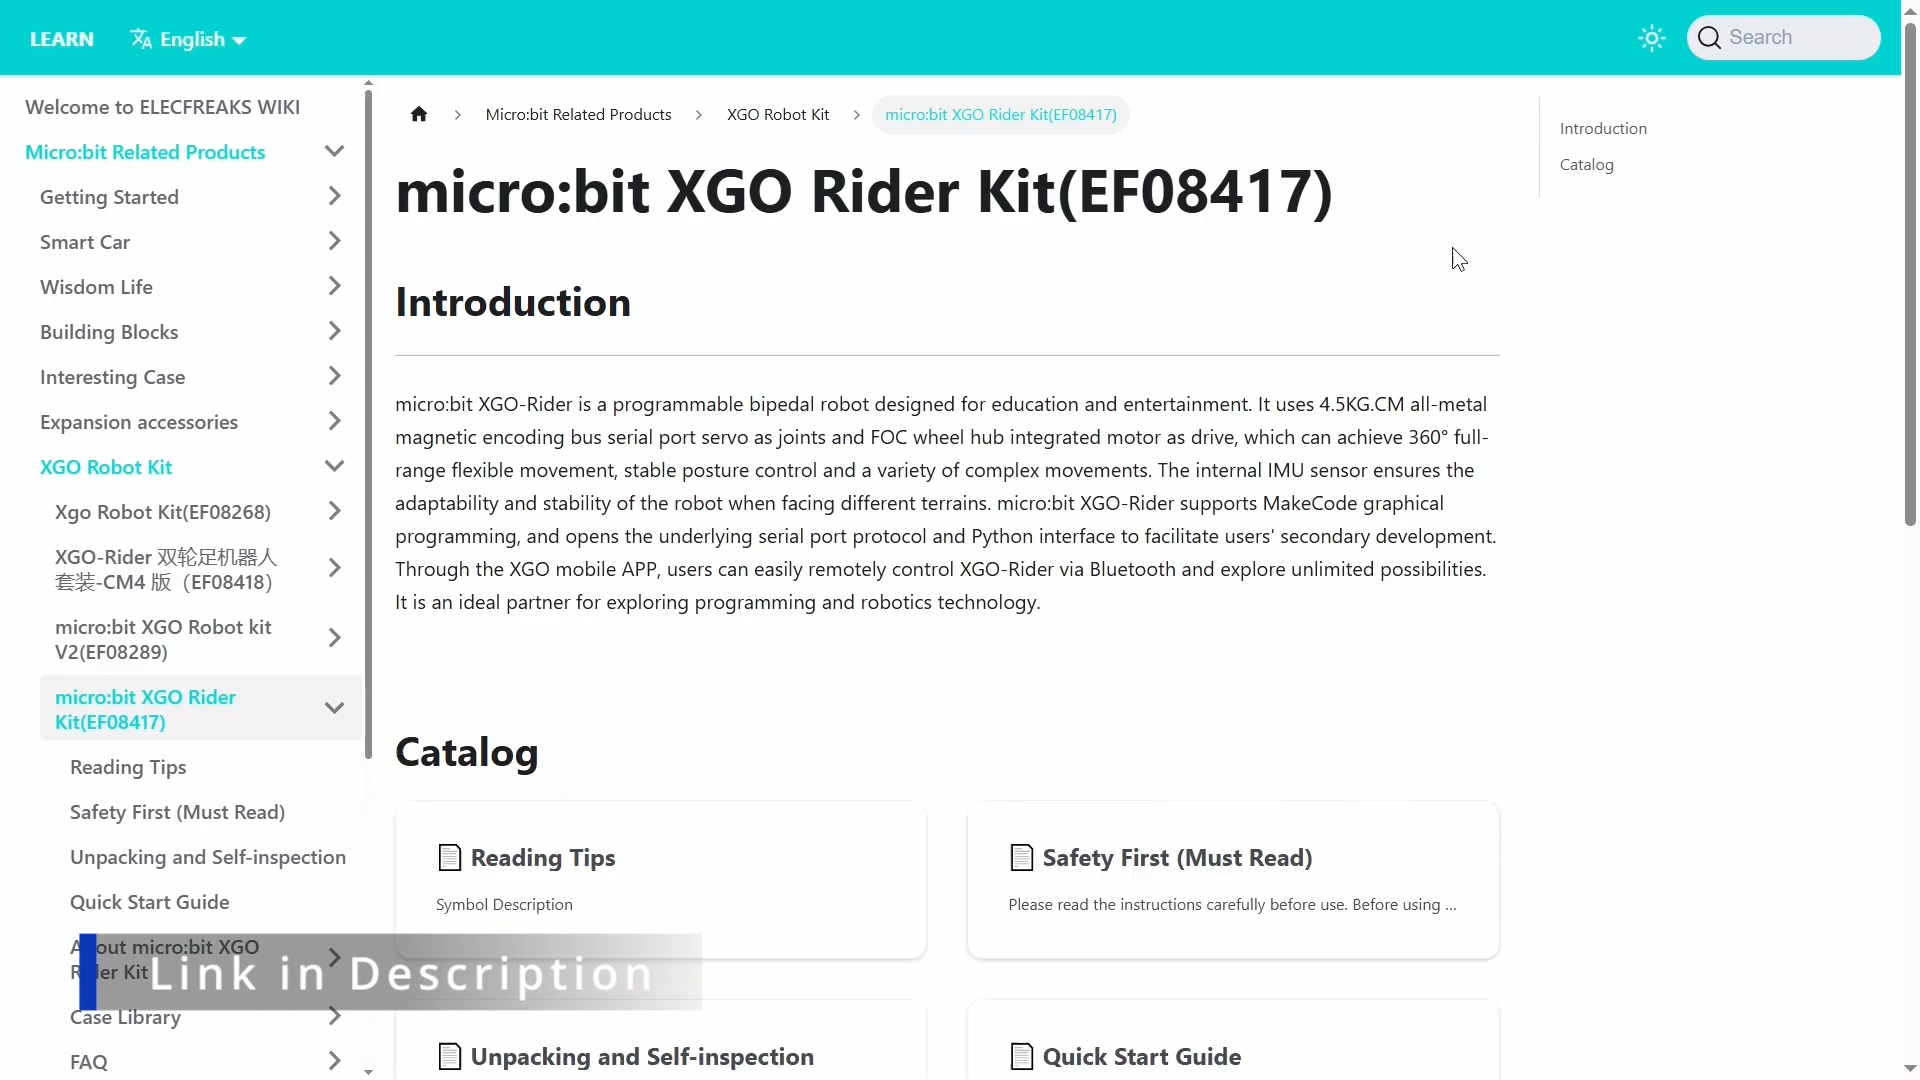 LEARN
English
Search
Welcome to ELECFREAKS WIKI
Micro:bit Related Products
Getting Started
Smart Car
Wisdom Life
Building Blocks
Interesting Case
Expansion accessories
XGO Robot Kit
Xgo Robot Kit(EF08268)
XGO-Rider 双轮足机器人
套装-CM4 版（EF08418）
micro:bit XGO Robot kit
V2(EF08289)
micro:bit XGO Rider
Kit(EF08417)
Reading Tips
Safety First (Must Read)
Unpacking and Self-inspection
Quick Start Guide
About micro:bit XGO
Rider Kit
Case Library
FAQ
Micro:bit Related Products
XGO Robot Kit
micro:bit XGO Rider Kit(EF08417)
micro:bit XGO Rider Kit(EF08417)
Introduction
micro:bit XGO-Rider is a programmable bipedal robot designed for education and entertainment. It uses 4.5KG.CM all-metal
magnetic encoding bus serial port servo as joints and FOC wheel hub integrated motor as drive, which can achieve 360° full-
range flexible movement, stable posture control and a variety of complex movements. The internal IMU sensor ensures the
adaptability and stability of the robot when facing different terrains. micro:bit XGO-Rider supports MakeCode graphical
programming, and opens the underlying serial port protocol and Python interface to facilitate users' secondary development.
Through the XGO mobile APP, users can easily remotely control XGO-Rider via Bluetooth and explore unlimited possibilities.
It is an ideal partner for exploring programming and robotics technology.
Catalog
Reading Tips
Symbol Description
Safety First (Must Read)
Please read the instructions carefully before use. Before using ...
Unpacking and Self-inspection
Quick Start Guide
Introduction
Catalog
Link in Description